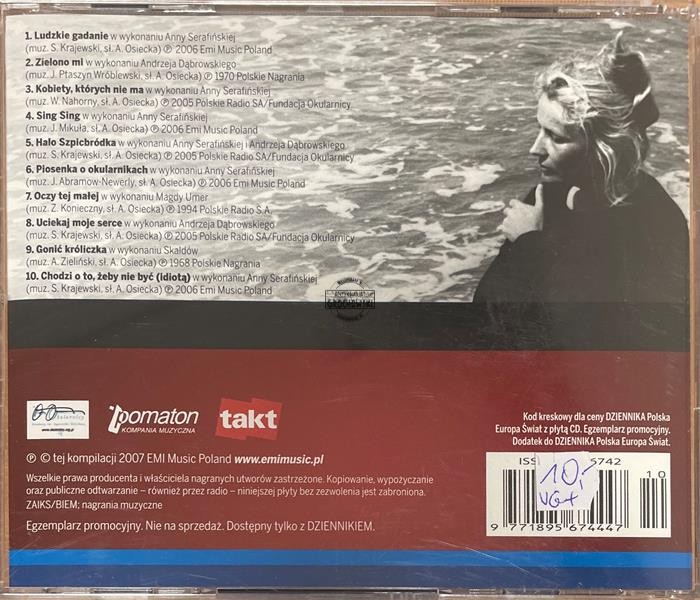 1. Ludzkie gadanie w wykonaniu Anny Serafińskiej
(muz. S. Krajewski, sł. A. Osiecka) ℗ 2006 Emi Music Poland
2. Zielono mi w wykonaniu Andrzeja Dąbrowskiego
(muz. J. Ptaszyn Wróblewski, sł. A. Osiecka) ℗ 1970 Polskie Nagrania
3. Kobiety, których nie ma w wykonaniu Anny Serafińskiej
(muz. W. Nahorny, sł. A. Osiecka) ℗ 2005 Polskie Radio SA/Fundacja Okularnicy
4. Sing Sing w wykonaniu Anny Serafińskiej
(muz. J. Mikuła, sł. A. Osiecka) ℗ 2006 Emi Music Poland
5. Halo Szpicbródka w wykonaniu Anny Serafińskiej i Andrzeja Dąbrowskiego
(muz. S. Krajewski, sł. A. Osiecka) ℗ 2005 Polskie Radio SA/Fundacja Okularnicy
6. Piosenka o okularnikach w wykonaniu Anny Serafińskiej
(muz. J. Abramow-Newerly, sł. A. Osiecka) ℗ 2006 Emi Music Poland
7. Oczy tej małej w wykonaniu Magdy Umer
(muz. Z. Konieczny, sł. A. Osiecka) ℗ 1994 Polskie Radio S.A.
8. Uciekaj moje serce w wykonaniu Andrzeja Dąbrowskiego
(muz. S. Krajewski, sł. A. Osiecka) ℗ 2005 Polskie Radio SA/Fundacja Okularnicy
9. Gonić króliczka w wykonaniu Skaldów
(muz. A. Zieliński, sł. A. Osiecka) ℗ 1968 Polskie Nagrania
10. Chodzi o to, żeby nie być (idiotą) w wykonaniu Anny Serafińskiej
(muz. S. Krajewski, sł. A. Osiecka) ℗ 2006 Emi Music Poland
GROCHOWSKI
Okularnicy
pomaton
KOMPANIA MUZYCZNA
takt
Kod kreskowy dla ceny DZIENNIKA Polska
Europa Świat z płytą CD. Egzemplarz promocyjny.
Dodatek do DZIENNIKA Polska Europa Świat.
℗ © tej kompilacji 2007 EMI Music Poland www.emimusic.pl
Wszelkie prawa producenta i właściciela nagranych utworów zastrzeżone. Kopiowanie, wypożyczanie
oraz publiczne odtwarzanie – również przez radio – niniejszej płyty bez zezwolenia jest zabronione.
ZAIKS/BIEM; nagrania muzyczne
Egzemplarz promocyjny. Nie na sprzedaż. Dostępny tylko z DZIENNIKIEM.
ISS 5742 10
10,-
VG+
9 771895 674447